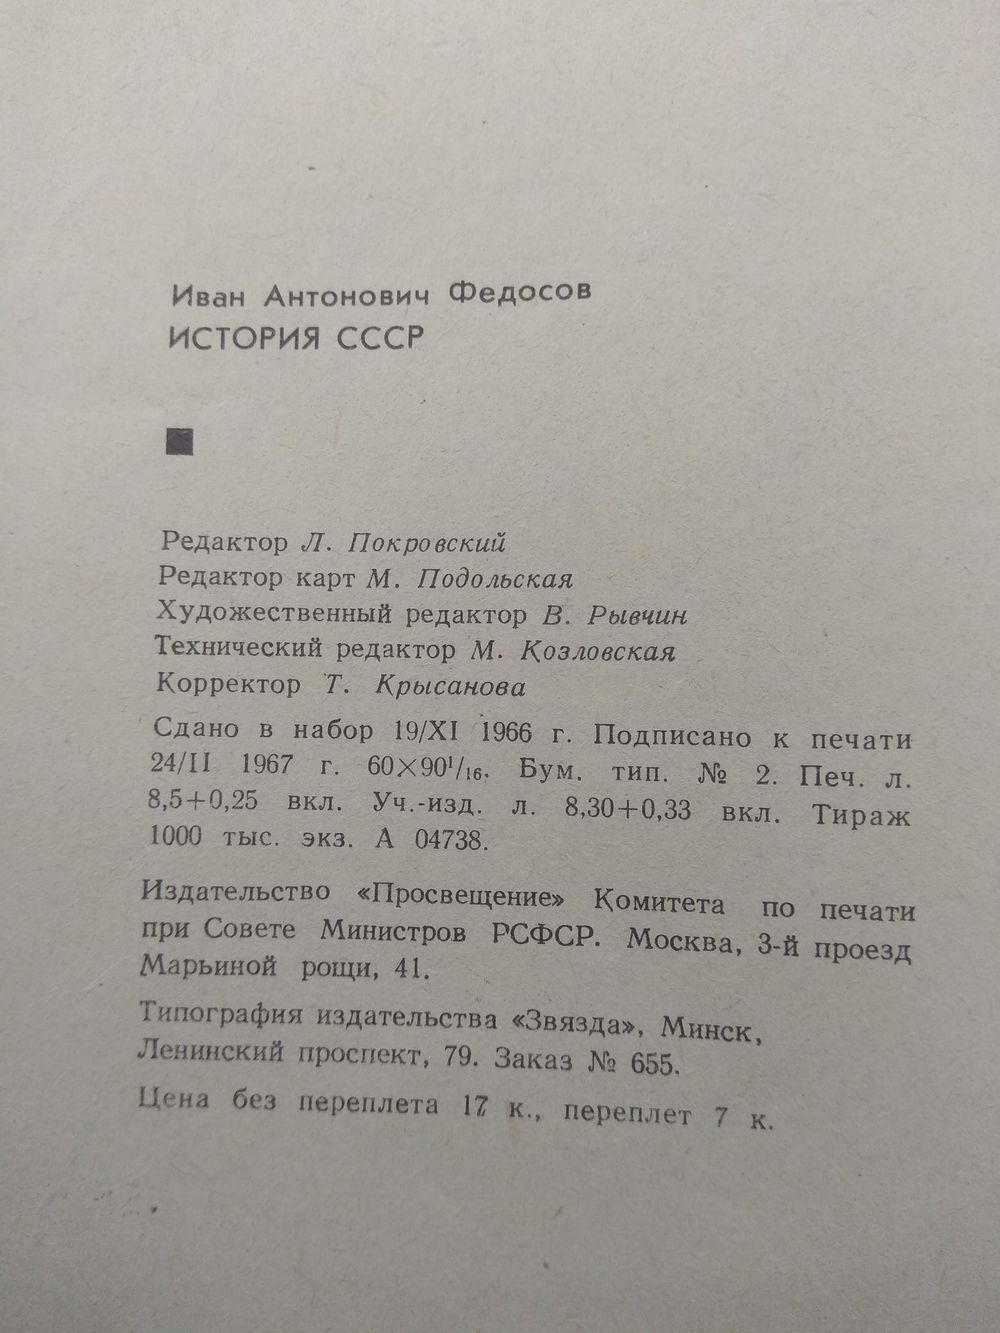 Иван Антонович Федосов
ИСТОРИЯ СССР
Редактор Л. Покровский
Редактор карт М. Подольская
Художественный редактор В. Рывчин
Технический редактор М. Козловская
Корректор Т. Крысанова
Сдано в набор 19/XI 1966 г. Подписано к печати
24/II 1967 г. 60×90¹/₁₆. Бум. тип. № 2. Печ. л.
8,5+0,25 вкл. Уч.-изд. л. 8,30+0,33 вкл. Тираж
1000 тыс. экз. А 04738.
Издательство «Просвещение» Комитета по печати
при Совете Министров РСФСР. Москва, 3-й проезд
Марьиной рощи, 41.
Типография издательства «Звязда», Минск,
Ленинский проспект, 79. Заказ № 655.
Цена без переплета 17 к., переплет 7 к.